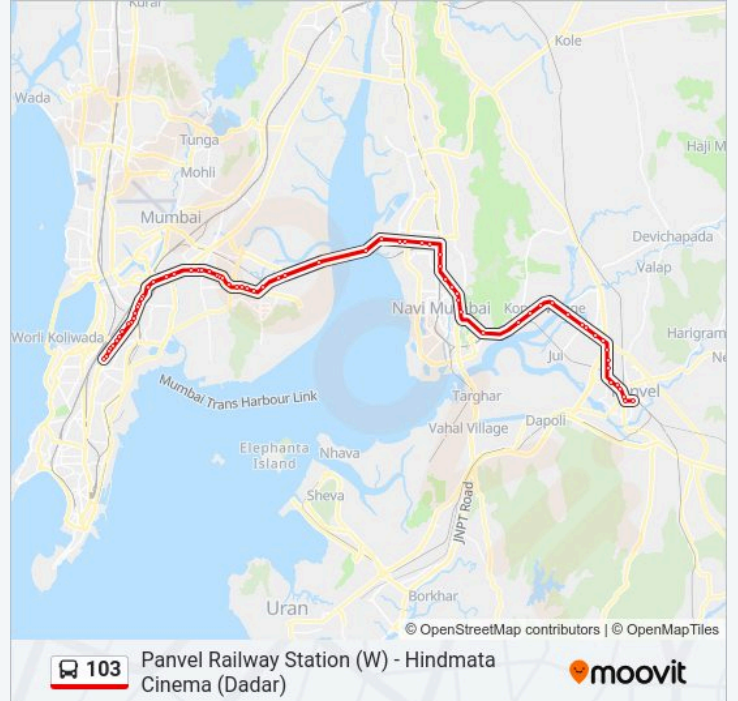 Kurar
Kole
Wada
Tunga
Haji M
Mohli
Mumbai
Devichapada
Valap
Navi Mumbai
Worli Koliwada
Harigram
Jui
Ne
Panvel
Mumbai Trans Harbour Link
Targhar
Dapoli
Vahal Village
Elephanta
Island
Nhava
Sheva
JNPT Road
Borkhar
Uran
© OpenStreetMap contributors | © OpenMapTiles
103
Panvel Railway Station (W) - Hindmata
Cinema (Dadar)
moovit